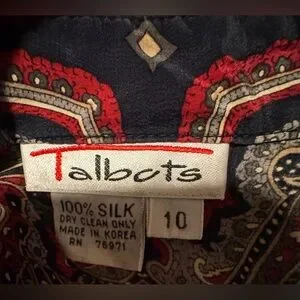 Talbots
100% SILK
DRY CLEAN ONLY
MADE IN KOREA
RN 76971
10